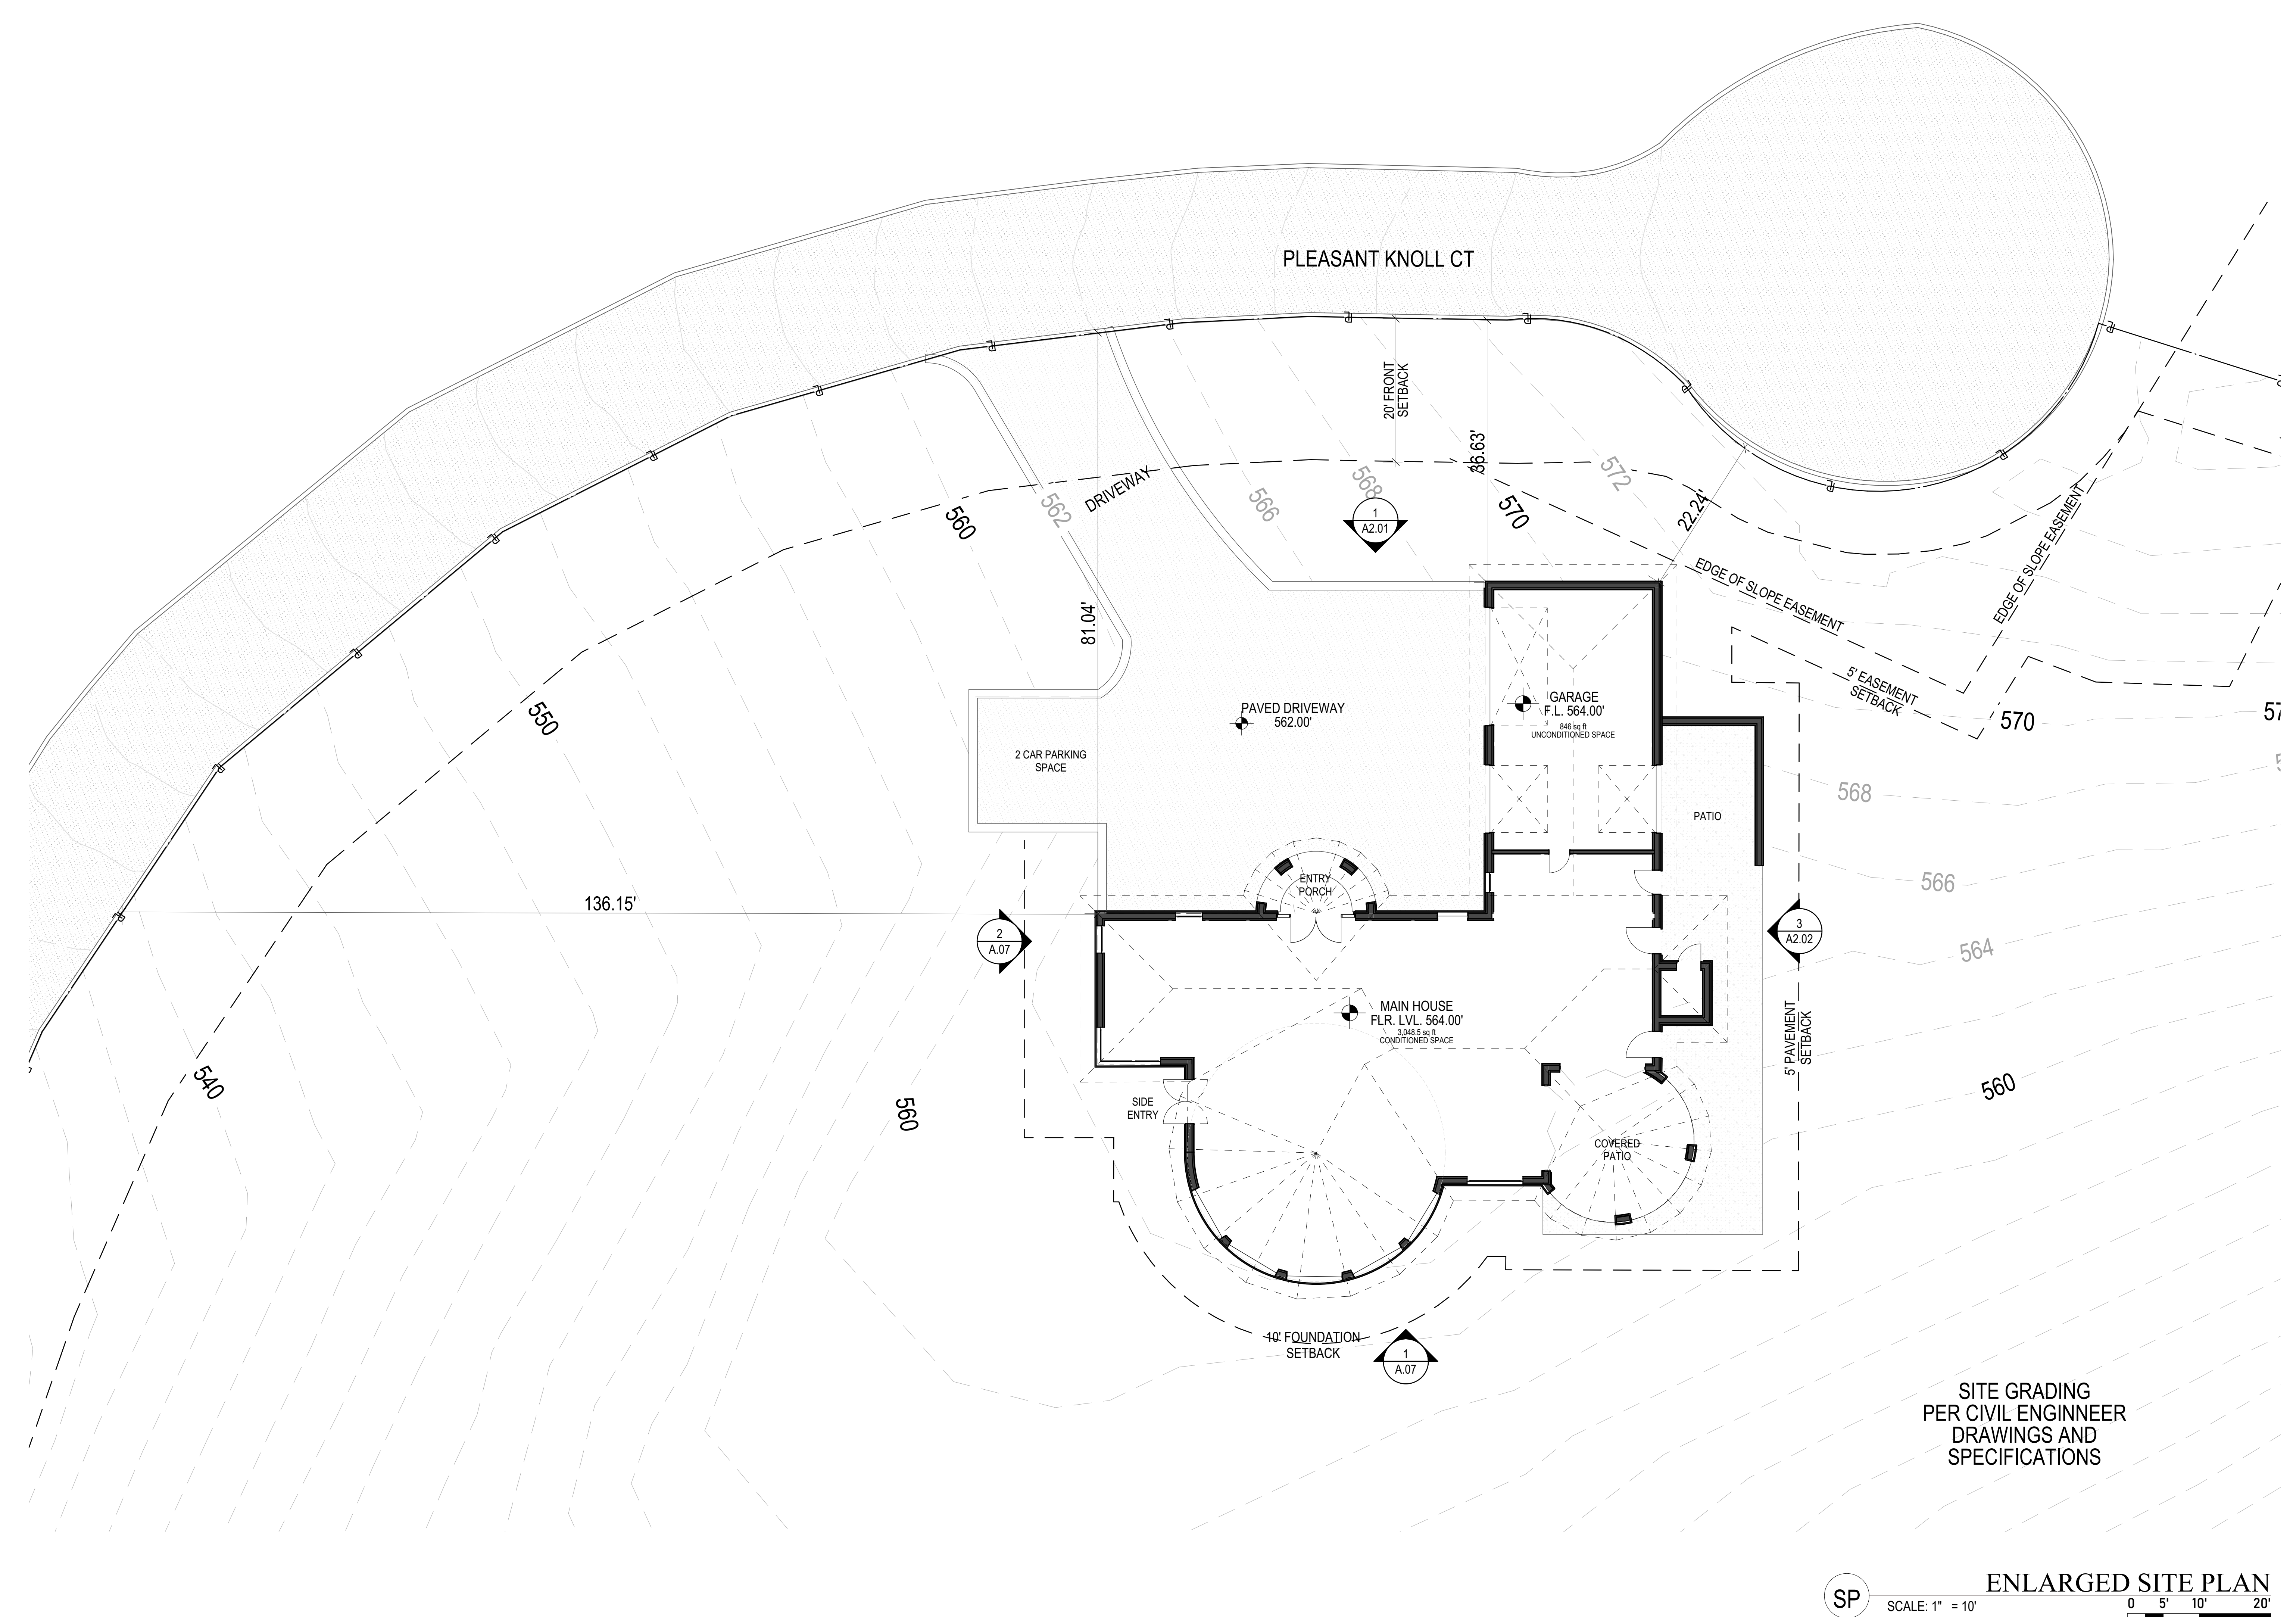 PLEASANT KNOLL CT
20' FRONT
SETBACK
36.63'
22.24'
DRIVEWAY
560
562
566
568
570
572
1
A2.01
EDGE OF SLOPE EASEMENT
EDGE OF SLOPE EASEMENT
5' EASEMENT
SETBACK
81.04'
550
540
PAVED DRIVEWAY
562.00'
GARAGE
F.L. 564.00'
846 sq ft
UNCONDITIONED SPACE
2 CAR PARKING
SPACE
PATIO
570
568
566
564
560
136.15'
2
A.07
ENTRY
PORCH
3
A2.02
MAIN HOUSE
FLR. LVL. 564.00'
3,048.5 sq ft
CONDITIONED SPACE
5' PAVEMENT
SETBACK
SIDE
ENTRY
560
COVERED
PATIO
10' FOUNDATION
SETBACK
1
A.07
SITE GRADING
PER CIVIL ENGINNEER
DRAWINGS AND
SPECIFICATIONS
SP
ENLARGED SITE PLAN
SCALE: 1" = 10'
0 5' 10' 20'